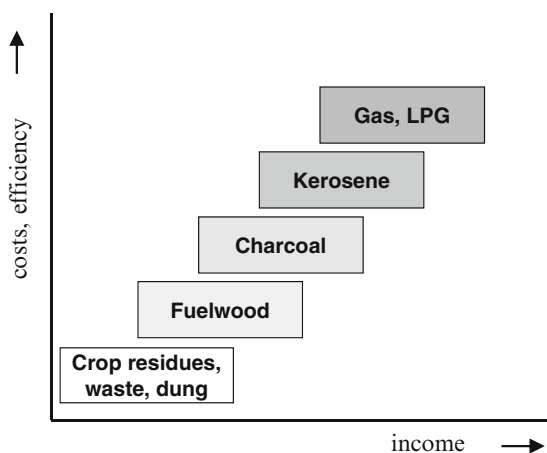 costs, efficiency
Gas, LPG
Kerosene
Charcoal
Fuelwood
Crop residues,
waste, dung
income